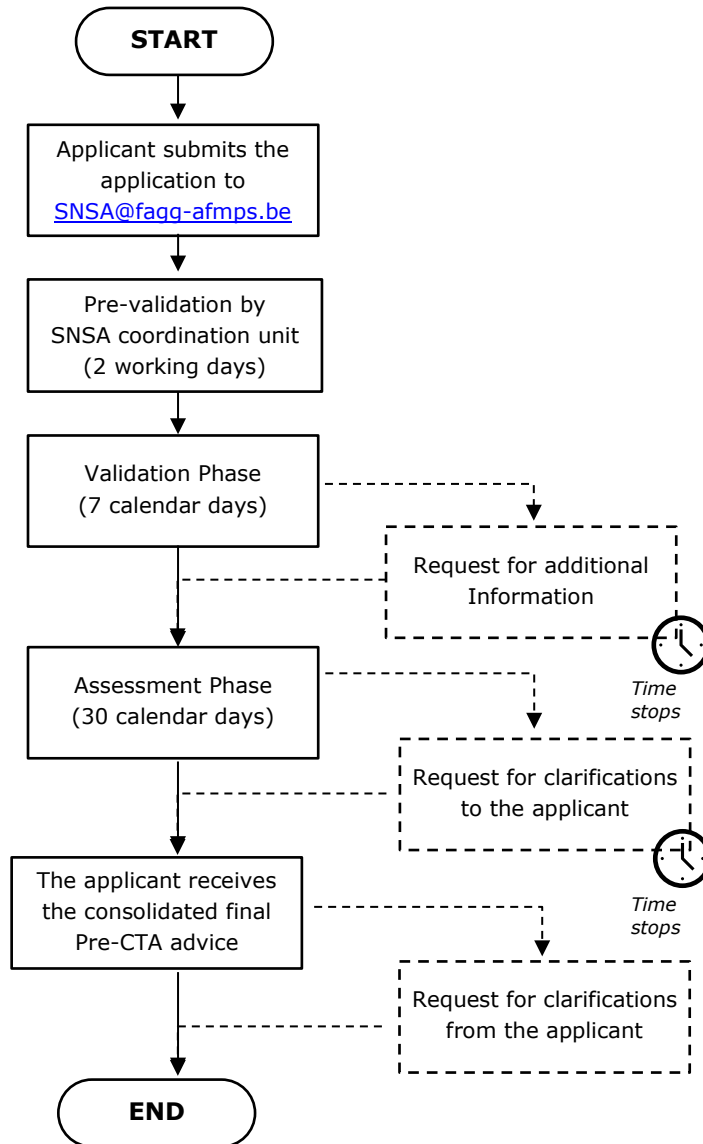 START
Applicant submits the
application to
SNSA@fagg-afmps.be
Pre-validation by
SNSA coordination unit
(2 working days)
Validation Phase
(7 calendar days)
Request for additional
Information
Time
stops
Assessment Phase
(30 calendar days)
Request for clarifications
to the applicant
Time
stops
The applicant receives
the consolidated final
Pre-CTA advice
Request for clarifications
from the applicant
END